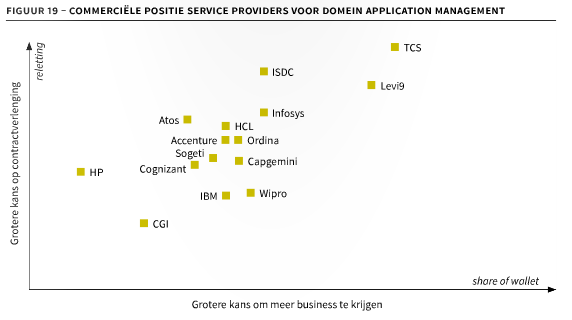 FIGUUR 19 – COMMERCIËLE POSITIE SERVICE PROVIDERS VOOR DOMEIN APPLICATION MANAGEMENT
reletting
Grotere kans op contractverlenging
TCS
ISDC
Levi9
Infosys
Atos
HCL
Accenture
Ordina
Sogeti
Capgemini
Cognizant
HP
IBM
Wipro
CGI
share of wallet
Grotere kans om meer business te krijgen